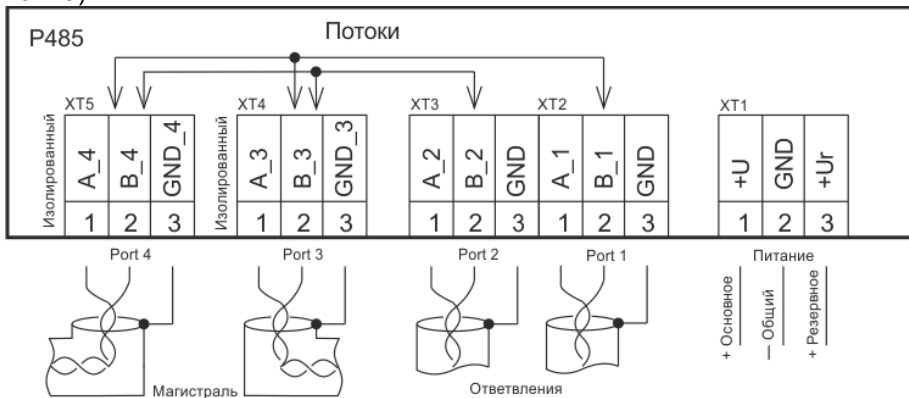 P485
Потоки
XT5
XT4
XT3
XT2
XT1
Изолированный
A_4
B_4
GND_4
Изолированный
A_3
B_3
GND_3
A_2
B_2
GND
A_1
B_1
GND
+U
GND
+Ur
1 2 3
1 2 3
1 2 3
1 2 3
1 2 3
Port 4
Port 3
Port 2
Port 1
Питание
+ Основное
— Общий
+ Резервное
Магистраль
Ответвления